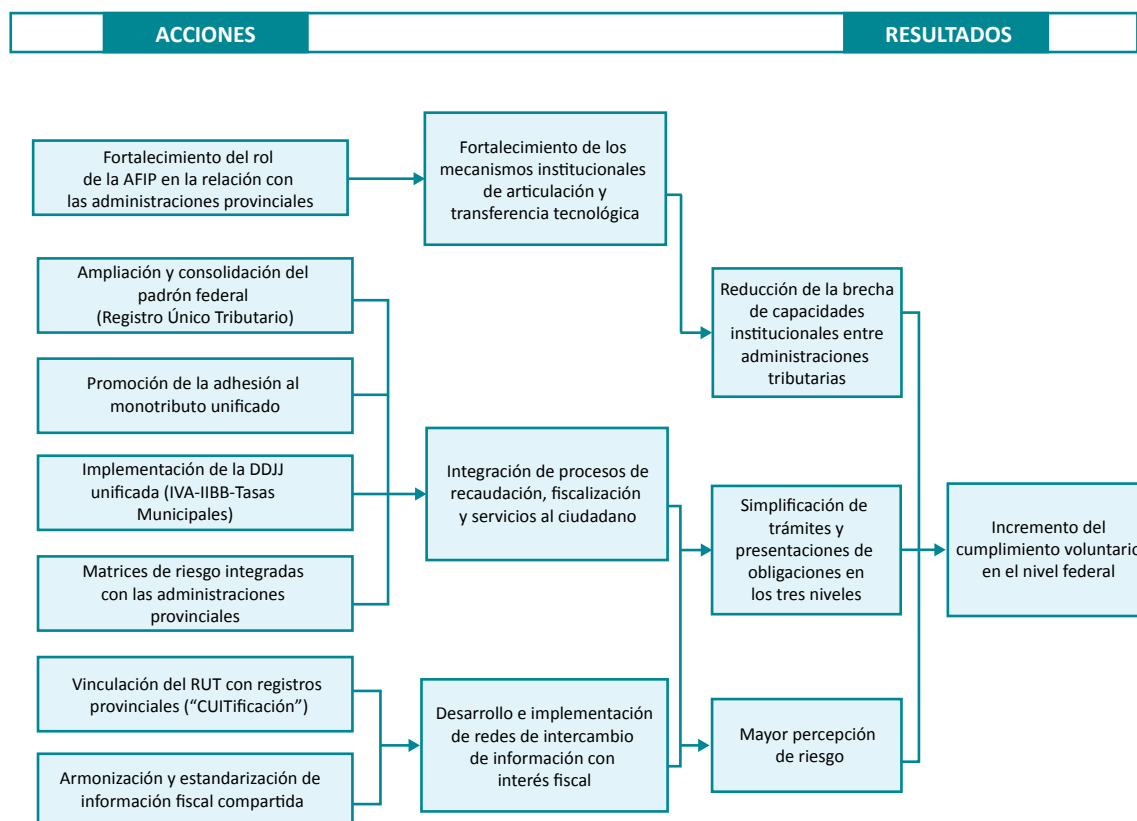 ACCIONES
RESULTADOS
Fortalecimiento del rol
de la AFIP en la relación con
las administraciones provinciales
Fortalecimiento de los
mecanismos institucionales
de articulación y
transferencia tecnológica
Ampliación y consolidación del
padrón federal
(Registro Único Tributario)
Reducción de la brecha
de capacidades
institucionales entre
administraciones
tributarias
Promoción de la adhesión al
monotributo unificado
Implementación de la DDJJ
unificada (IVA-IIBB-Tasas
Municipales)
Integración de procesos de
recaudación, fiscalización
y servicios al ciudadano
Simplificación de
trámites y
presentaciones de
obligaciones en
los tres niveles
Incremento del
cumplimiento voluntario
en el nivel federal
Matrices de riesgo integradas
con las administraciones
provinciales
Vinculación del RUT con registros
provinciales (“CUITificación”)
Desarrollo e implementación
de redes de intercambio
de información con
interés fiscal
Mayor percepción
de riesgo
Armonización y estandarización de
información fiscal compartida